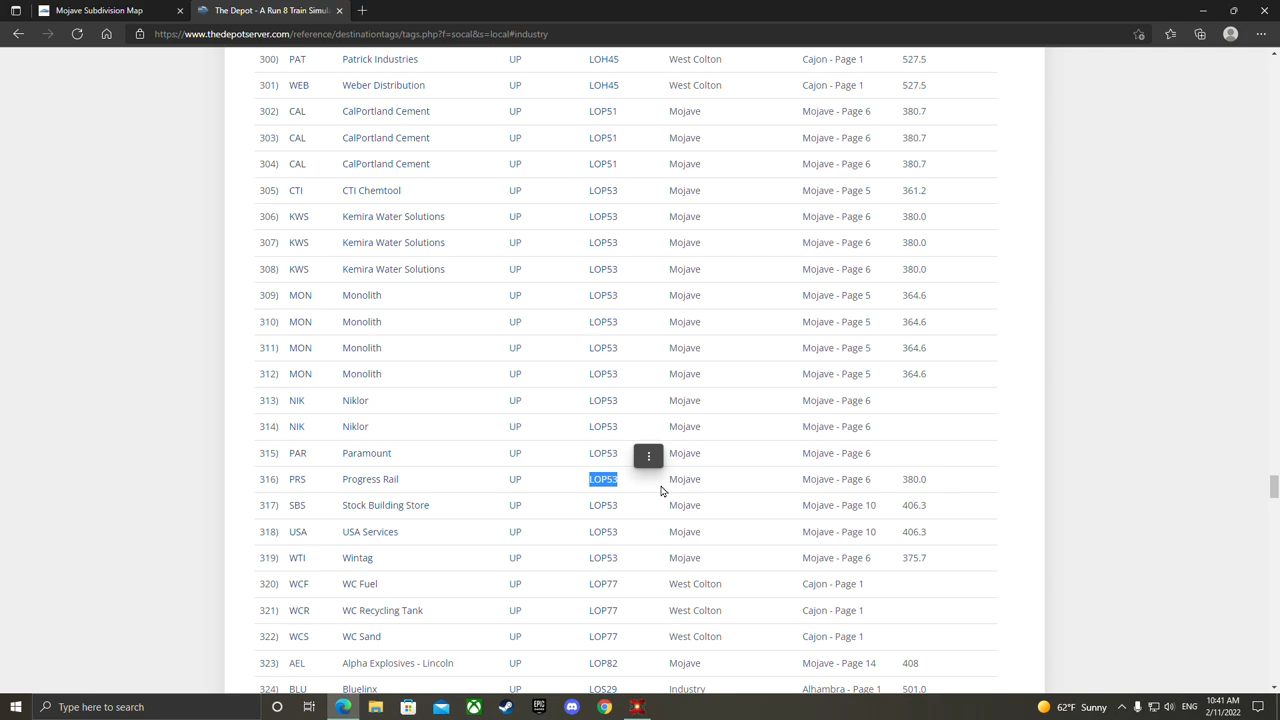 Mojave Subdivision Map
The Depot - A Run 8 Train Simula
https://www.thedepotserver.com/reference/destinationtags/tags.php?f=socal&s=local#industry
300) PAT Patrick Industries UP LOH45 West Colton Cajon - Page 1 527.5
301) WEB Weber Distribution UP LOH45 West Colton Cajon - Page 1 527.5
302) CAL CalPortland Cement UP LOP51 Mojave Mojave - Page 6 380.7
303) CAL CalPortland Cement UP LOP51 Mojave Mojave - Page 6 380.7
304) CAL CalPortland Cement UP LOP51 Mojave Mojave - Page 6 380.7
305) CTI CTI Chemtool UP LOP53 Mojave Mojave - Page 5 361.2
306) KWS Kemira Water Solutions UP LOP53 Mojave Mojave - Page 6 380.0
307) KWS Kemira Water Solutions UP LOP53 Mojave Mojave - Page 6 380.0
308) KWS Kemira Water Solutions UP LOP53 Mojave Mojave - Page 6 380.0
309) MON Monolith UP LOP53 Mojave Mojave - Page 5 364.6
310) MON Monolith UP LOP53 Mojave Mojave - Page 5 364.6
311) MON Monolith UP LOP53 Mojave Mojave - Page 5 364.6
312) MON Monolith UP LOP53 Mojave Mojave - Page 5 364.6
313) NIK Niklor UP LOP53 Mojave Mojave - Page 6
314) NIK Niklor UP LOP53 Mojave Mojave - Page 6
315) PAR Paramount UP LOP53 Mojave Mojave - Page 6
316) PRS Progress Rail UP LOP53 Mojave Mojave - Page 6 380.0
317) SBS Stock Building Store UP LOP53 Mojave Mojave - Page 10 406.3
318) USA USA Services UP LOP53 Mojave Mojave - Page 10 406.3
319) WTI Wintag UP LOP53 Mojave Mojave - Page 6 375.7
320) WCF WC Fuel UP LOP77 West Colton Cajon - Page 1
321) WCR WC Recycling Tank UP LOP77 West Colton Cajon - Page 1
322) WCS WC Sand UP LOP77 West Colton Cajon - Page 1
323) AEL Alpha Explosives - Lincoln UP LOP82 Mojave Mojave - Page 14 408
324) BLU Bluelinx UP LOS29 Industry Alhambra - Page 1 501.0
Type here to search
EPIC
62°F Sunny
ENG
10:41 AM
2/11/2022